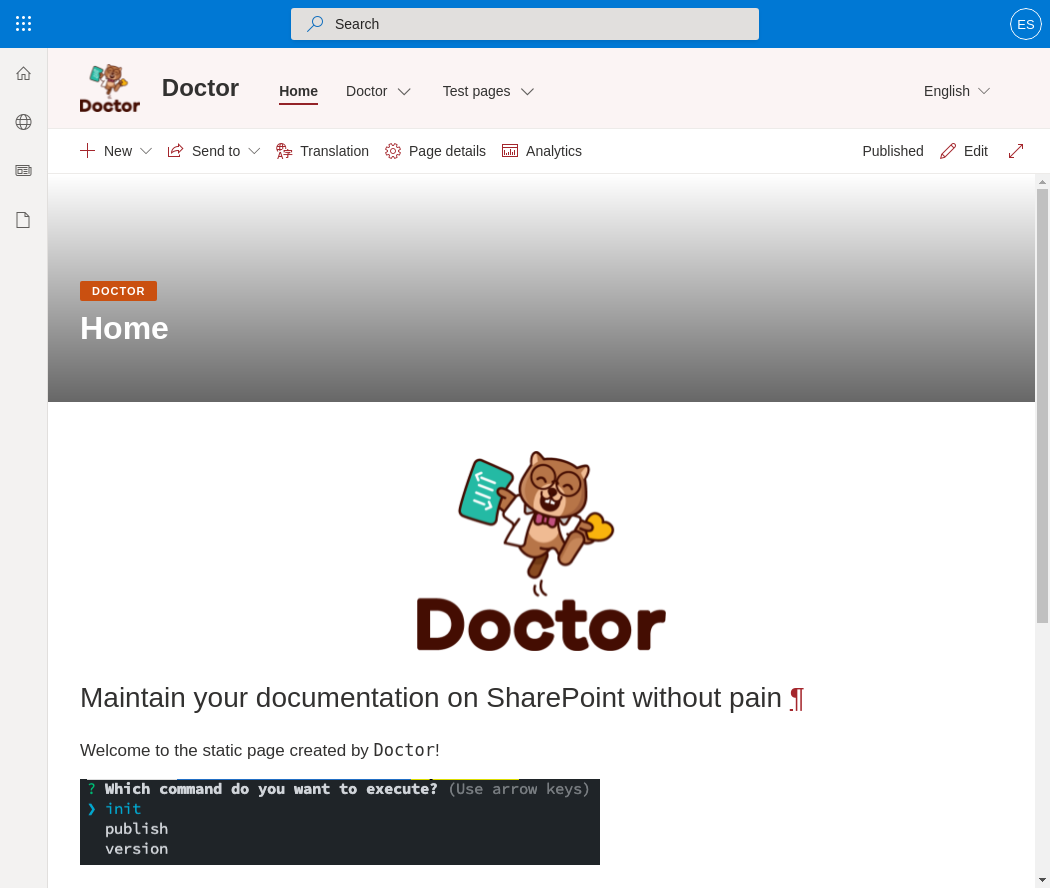 Search
ES
Doctor
Doctor
Home
Doctor
Test pages
English
New
Send to
Translation
Page details
Analytics
Published
Edit
DOCTOR
Home
Doctor
Maintain your documentation on SharePoint without pain ¶
Welcome to the static page created by Doctor!
? Which command do you want to execute? (Use arrow keys)
❯ init
publish
version